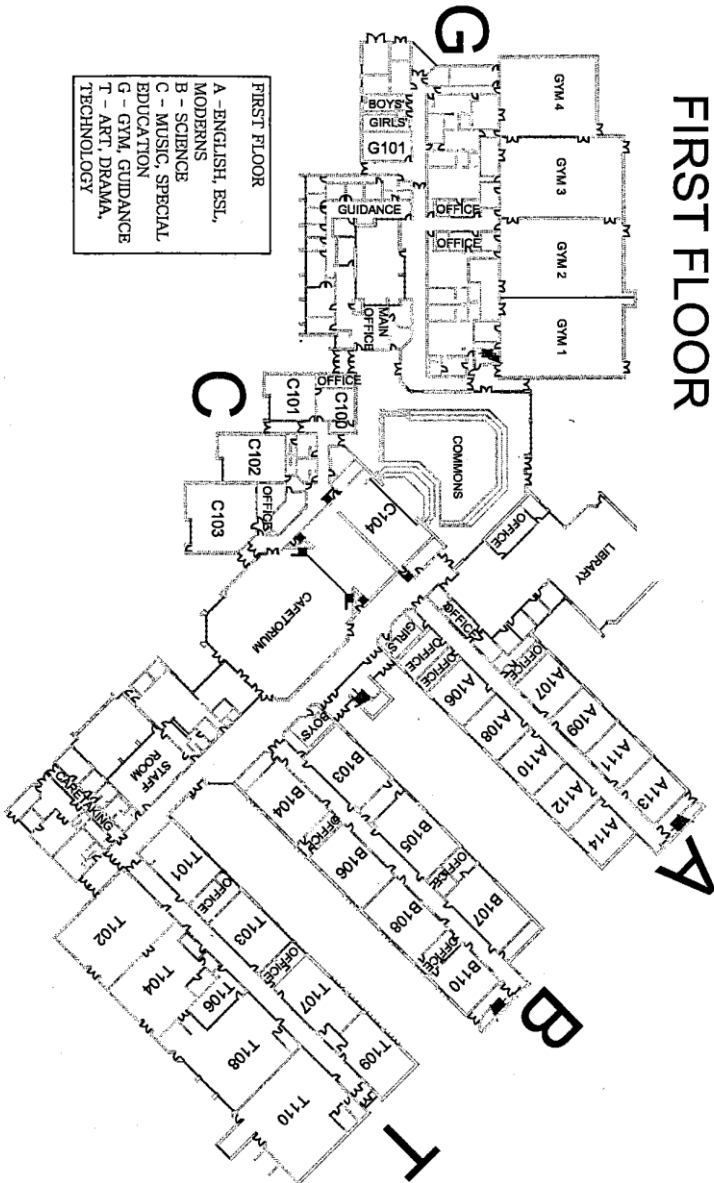 FIRST FLOOR
FIRST FLOOR
A – ENGLISH, ESL,
MODERNS
B – SCIENCE
C – MUSIC, SPECIAL
EDUCATION
G – GYM, GUIDANCE
T – ART, DRAMA,
TECHNOLOGY
G
GYM 4
GYM 3
GYM 2
GYM 1
BOYS'
GIRLS'
G101
GUIDANCE
OFFICE
OFFICE
MAIN
OFFICE
C
OFFICE
C100
C101
C102
OFFICE
C103
C104
COMMONS
CAFETORIUM
OFFICE
LIBRARY
A
OFFICE
GIRLS'
OFFICE
OFFICE
A106
A108
A110
A112
A114
OFFICE
A107
A109
A111
A113
B
BOYS'
B103
B105
OFFICE
B107
B104
OFFICE
B106
B108
OFFICE
B110
T
STAFF
ROOM
CARETAKING
T101
OFFICE
T103
OFFICE
T107
T109
T102
T104
T106
T108
T110